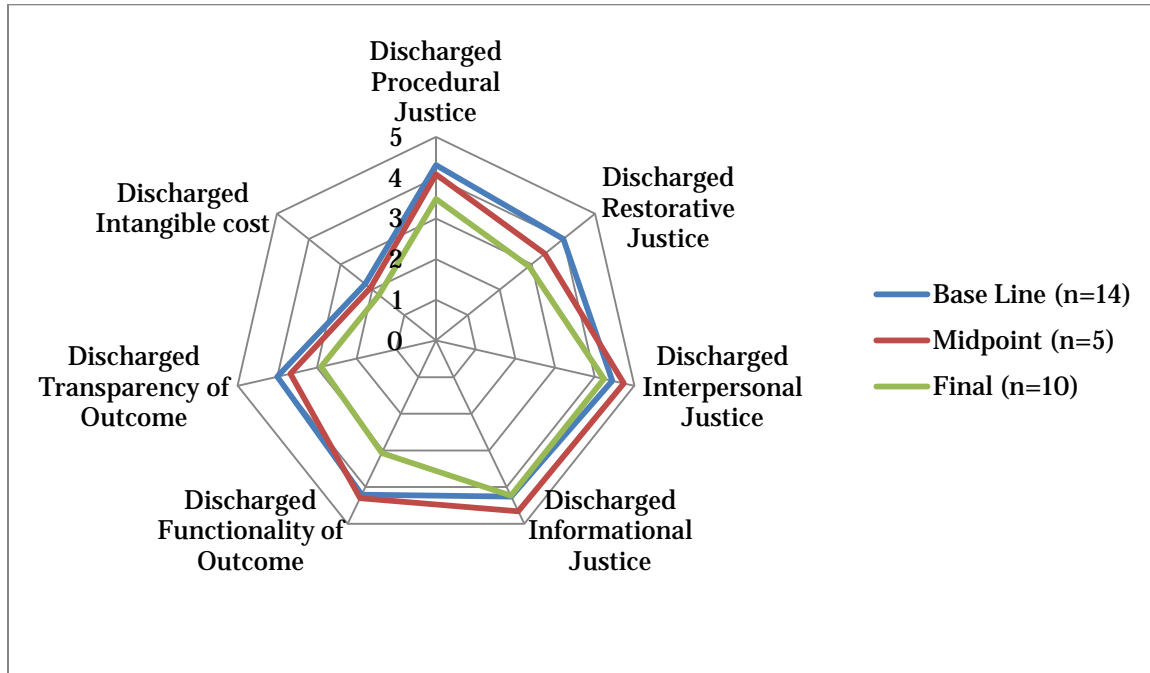 Discharged
Procedural
Justice
5
4
3
2
1
0
Discharged
Restorative
Justice
Discharged
Interpersonal
Justice
Discharged
Informational
Justice
Discharged
Functionality of
Outcome
Discharged
Transparency of
Outcome
Discharged
Intangible cost
Base Line (n=14)
Midpoint (n=5)
Final (n=10)